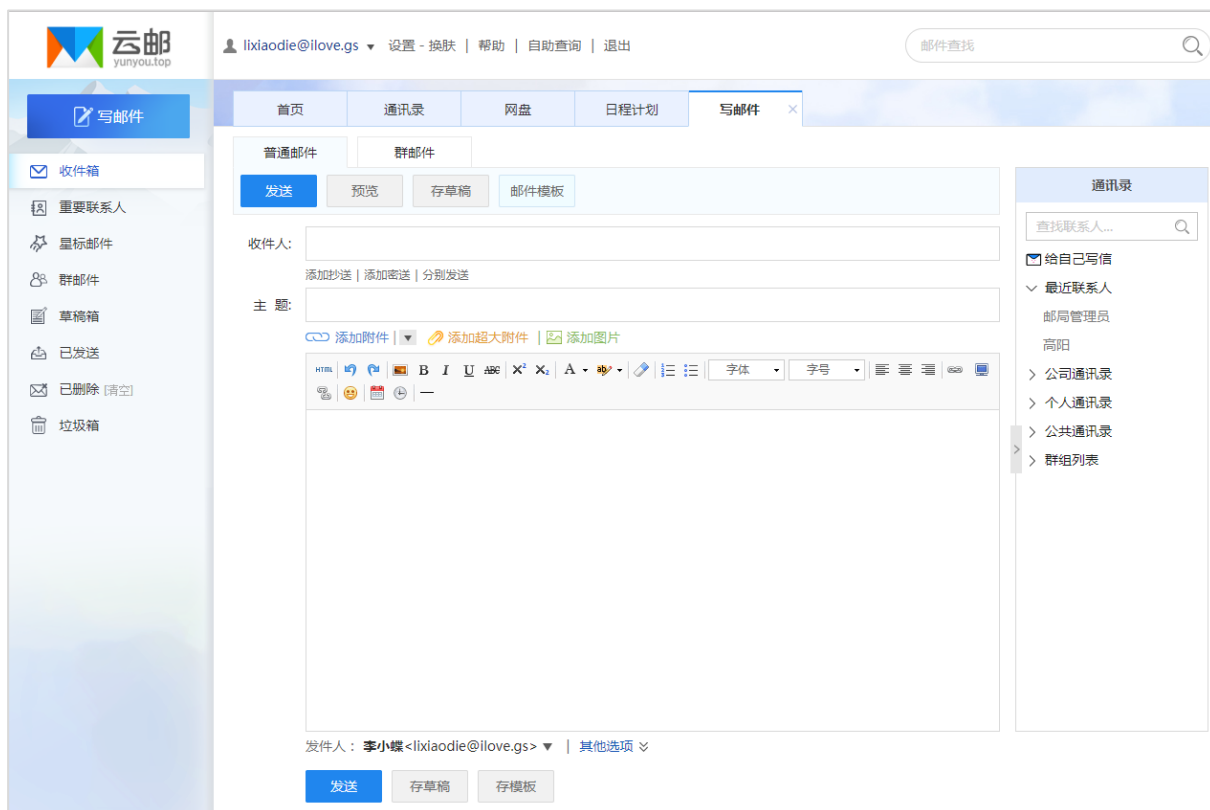 云邮
yunyou.top
lixiaodie@ilove.gs ▼ 设置 - 换肤 | 帮助 | 自助查询 | 退出
邮件查找
写邮件
首页 通讯录 网盘 日程计划 写邮件 ×
收件箱
重要联系人
星标邮件
群邮件
草稿箱
已发送
已删除 [清空]
垃圾箱
普通邮件 群邮件
发送 预览 存草稿 邮件模板
收件人:
添加抄送 | 添加密送 | 分别发送
主 题:
添加附件 | ▼ 添加超大附件 | 添加图片
HTML B I U ABC X² X₂ A ab 字体 字号
发件人：李小蝶<lixiaodie@ilove.gs> ▼ | 其他选项
发送 存草稿 存模板
通讯录
查找联系人...
给自己写信
最近联系人
邮局管理员
高阳
公司通讯录
个人通讯录
公共通讯录
群组列表